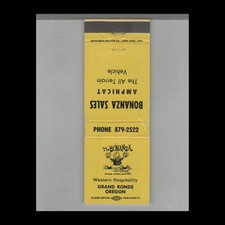 BONANZA SALES
AMPHICAT
The All Terrain
Vehicle
PHONE 879-2522
The BONANZA
Western Hospitality
GRAND RONDE
OREGON